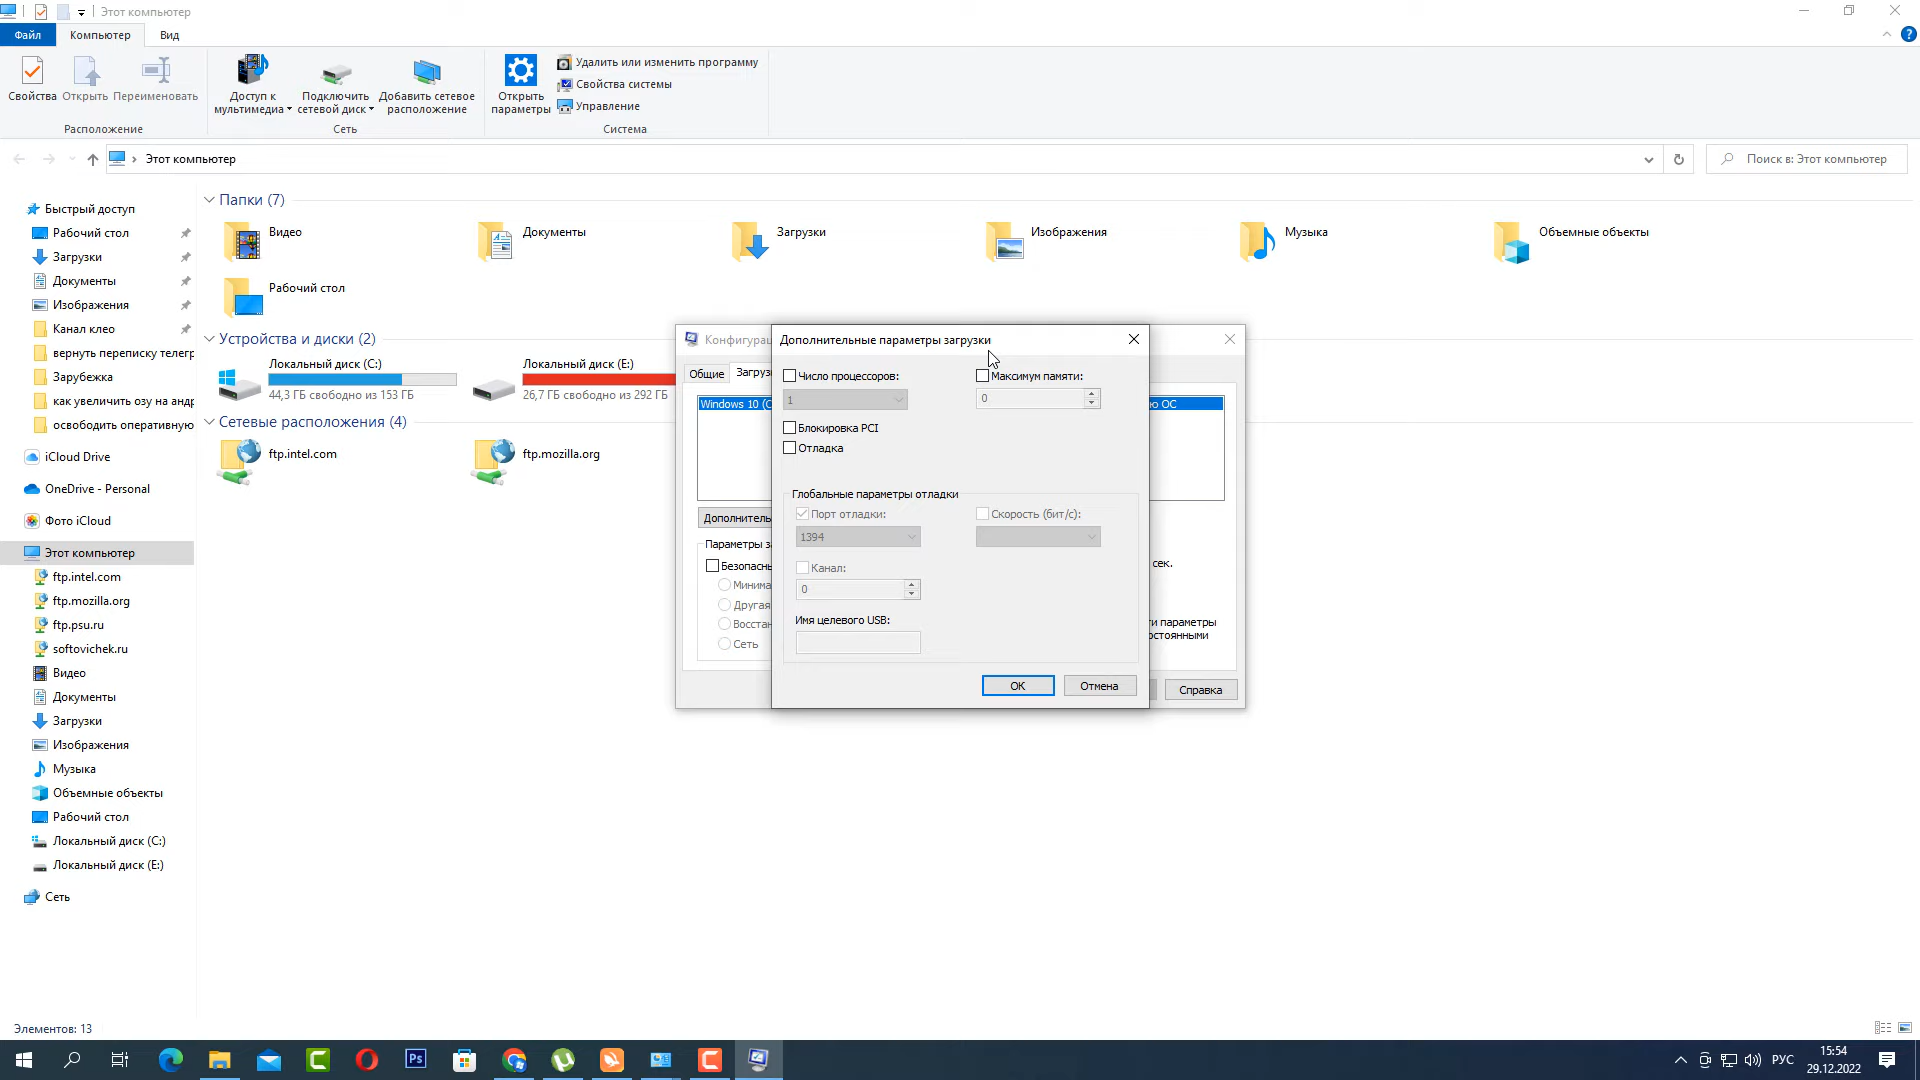 Этот компьютер
Файл
Компьютер
Вид
Свойства
Открыть
Переименовать
Расположение
Доступ к
мультимедиа
Подключить
сетевой диск
Добавить сетевое
расположение
Сеть
Открыть
параметры
Удалить или изменить программу
Свойства системы
Управление
Система
Этот компьютер
Поиск в: Этот компьютер
Быстрый доступ
Рабочий стол
Загрузки
Документы
Изображения
Канал клео
вернуть переписку телегр
Зарубежка
как увеличить озу на андр
освободить оперативную
iCloud Drive
OneDrive - Personal
Фото iCloud
Этот компьютер
ftp.intel.com
ftp.mozilla.org
ftp.psu.ru
softovichek.ru
Видео
Документы
Загрузки
Изображения
Музыка
Объемные объекты
Рабочий стол
Локальный диск (C:)
Локальный диск (E:)
Сеть
Папки (7)
Видео
Документы
Загрузки
Изображения
Музыка
Объемные объекты
Рабочий стол
Устройства и диски (2)
Локальный диск (C:)
44,3 ГБ свободно из 153 ГБ
Локальный диск (E:)
26,7 ГБ свободно из 292 ГБ
Сетевые расположения (4)
ftp.intel.com
ftp.mozilla.org
Конфигурац
Общие
Загрузк
Windows 10 (C
ю ОС
Дополнитель
Параметры за
Безопасн
Минима
Другая
Восстан
Сеть
сек.
ти параметры
остоянными
Справка
Дополнительные параметры загрузки
Число процессоров:
1
Максимум памяти:
0
Блокировка PCI
Отладка
Глобальные параметры отладки
Порт отладки:
1394
Скорость (бит/с):
Канал:
0
Имя целевого USB:
ОК
Отмена
Элементов: 13
Ps
РУС
15:54
29.12.2022